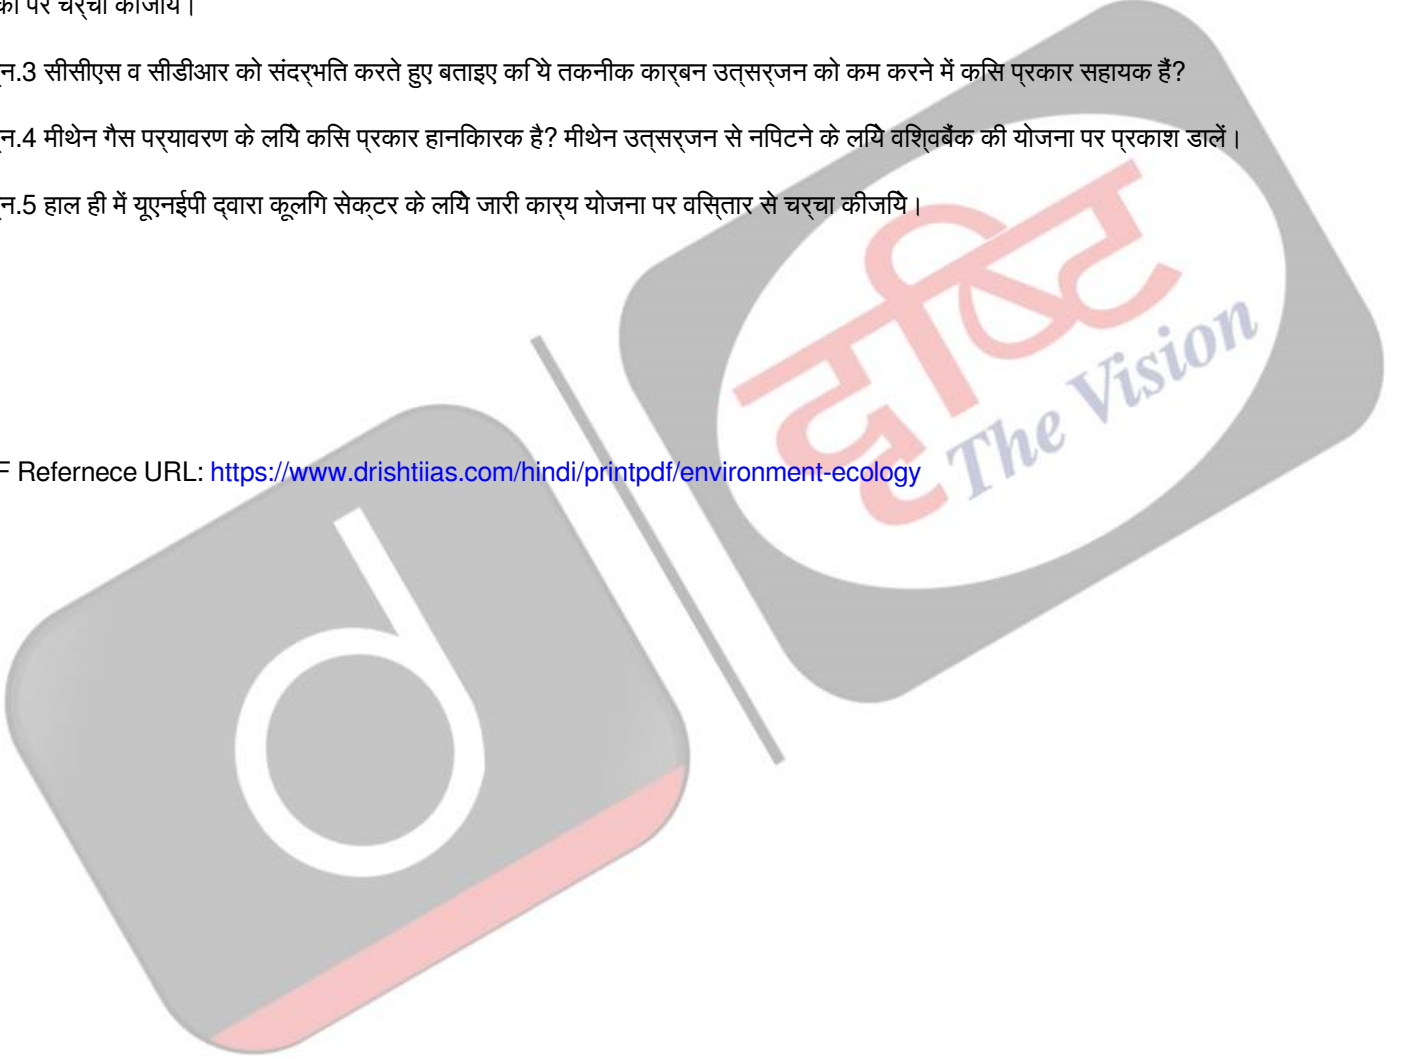 पर चर्चा कीजिये।
न.3 सीसीएस व सीडीआर को संदर्भित करते हुए बताइए कि ये तकनीक कार्बन उत्सर्जन को कम करने में किस प्रकार सहायक हैं?
न.4 मीथेन गैस पर्यावरण के लिये किस प्रकार हानिकारक है? मीथेन उत्सर्जन से निपटने के लिये विश्वबैंक की योजना पर प्रकाश डालें।
न.5 हाल ही में यूएनईपी द्वारा कूलिंग सेक्टर के लिये जारी कार्य योजना पर विस्तार से चर्चा कीजिये।
दृष्टि
The Vision
F Refernece URL: https://www.drishtiias.com/hindi/printpdf/environment-ecology
d